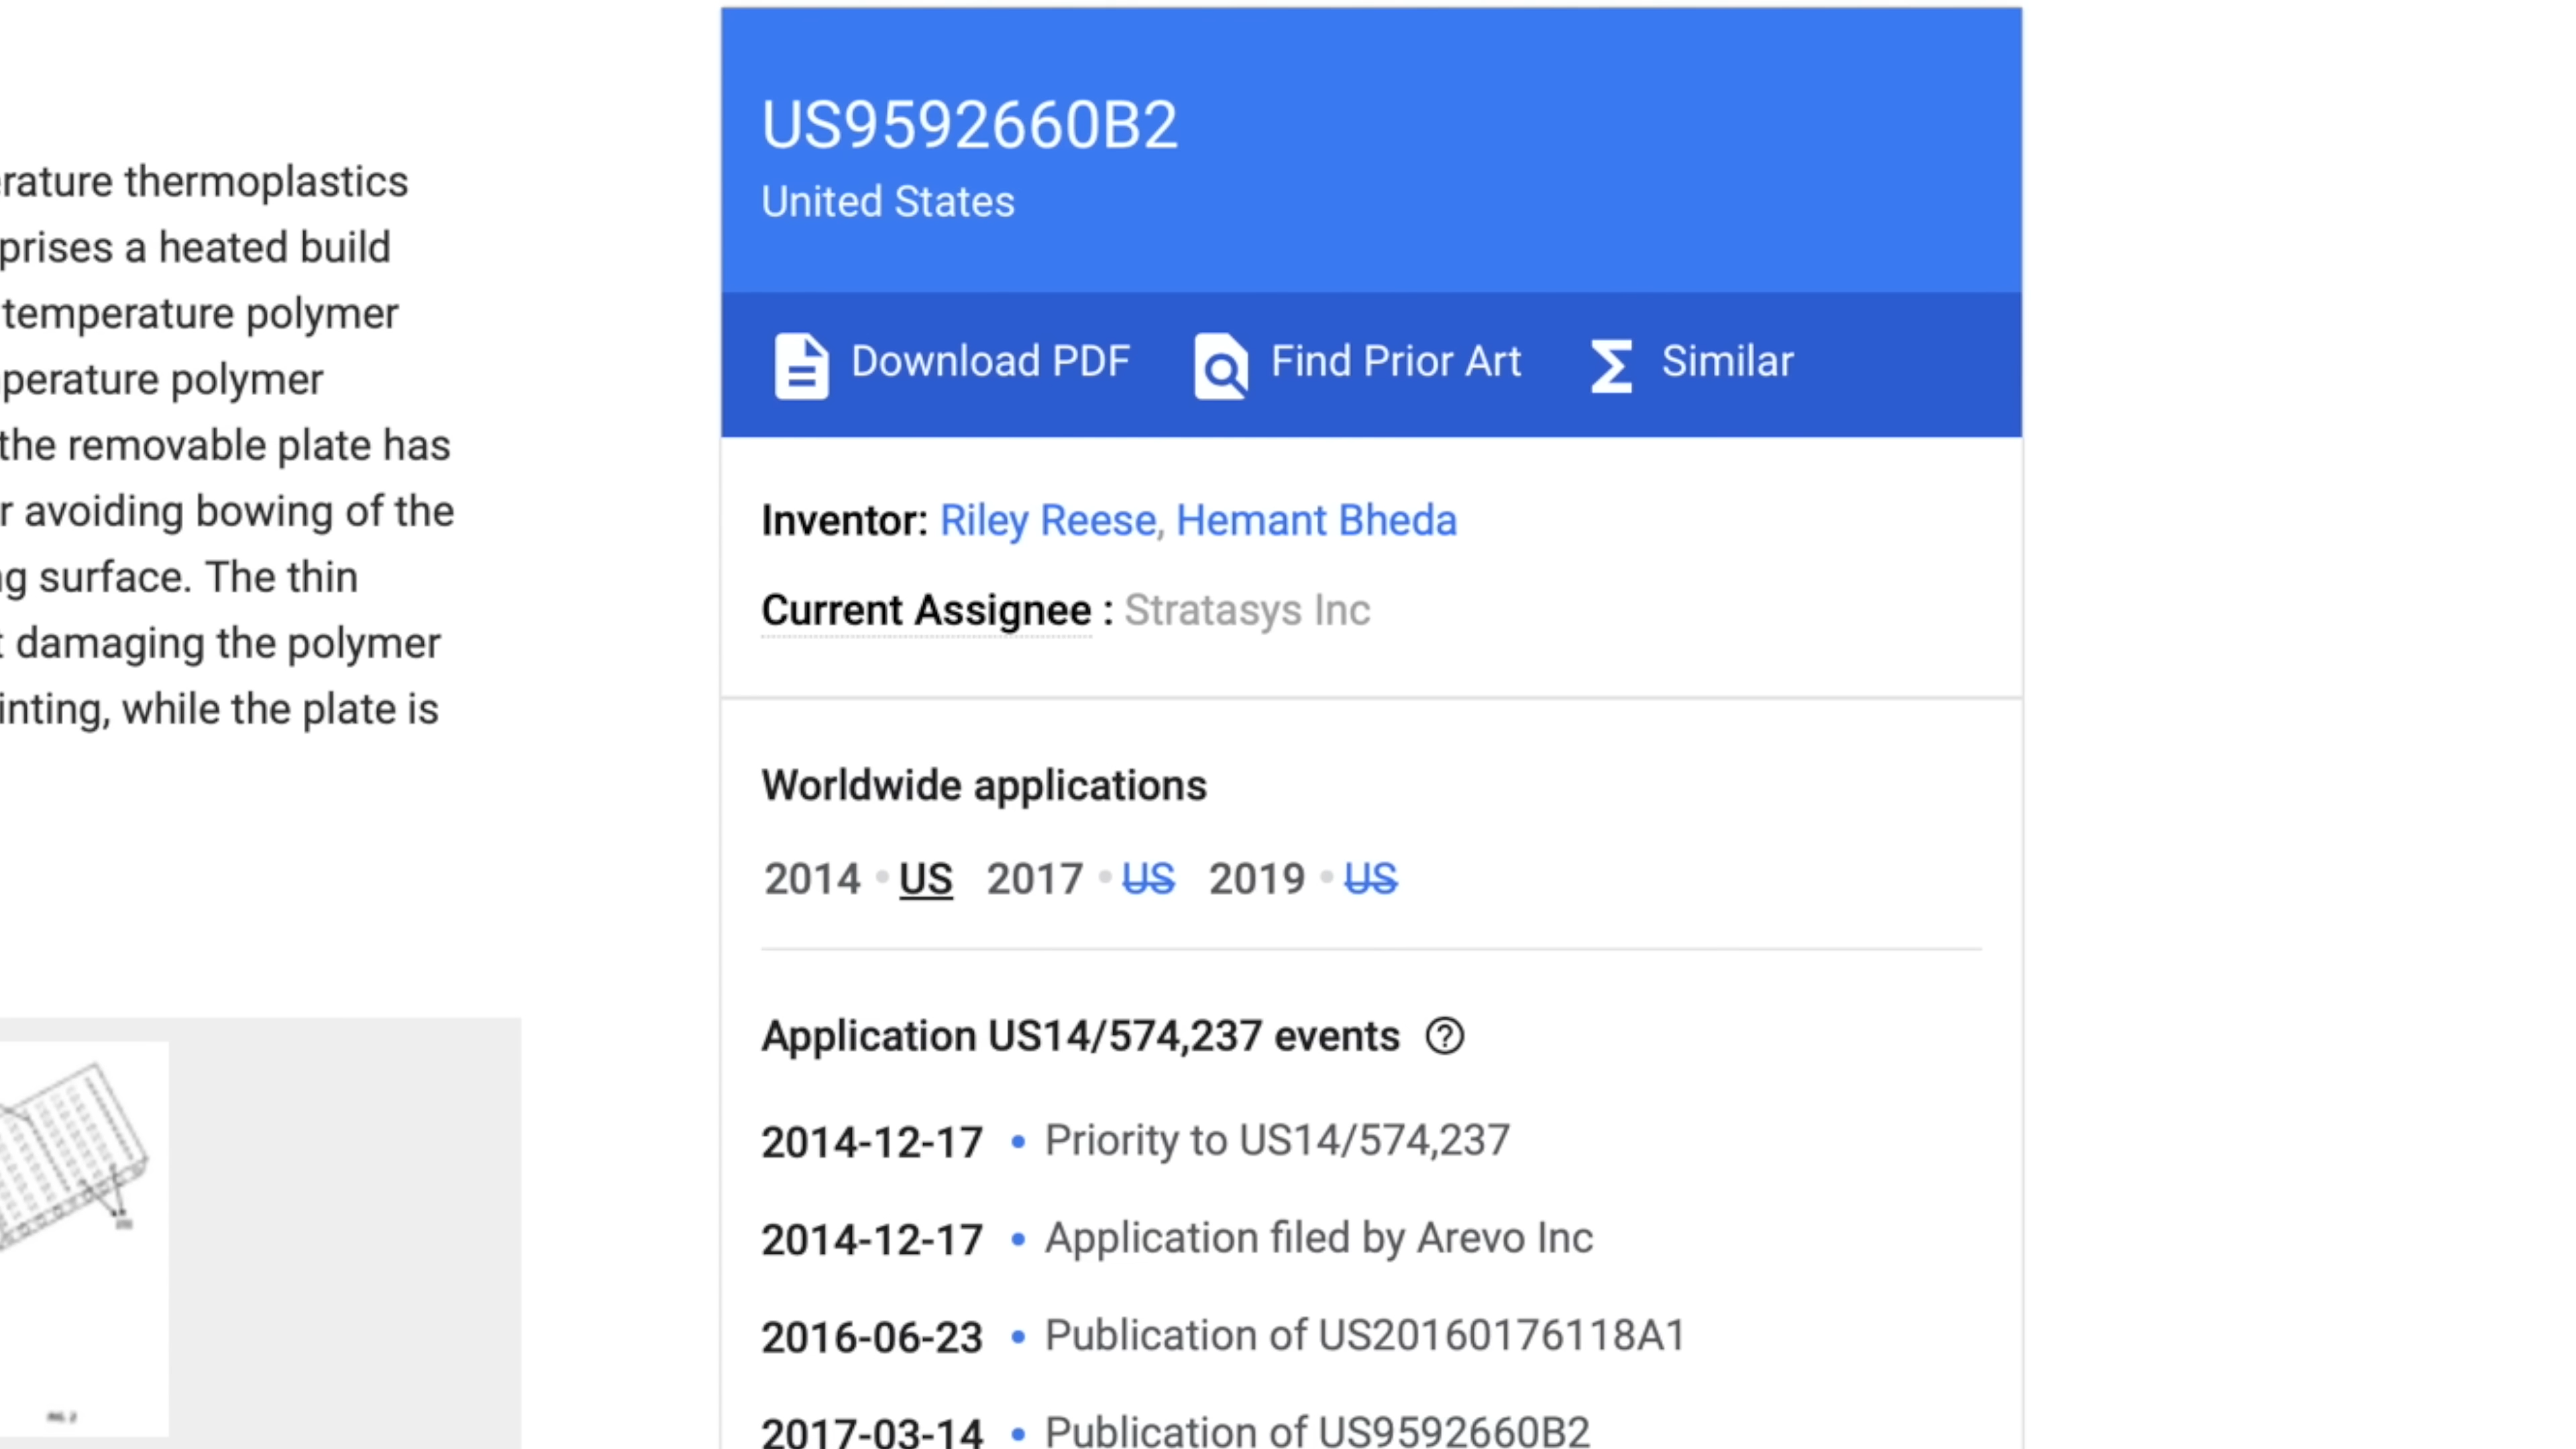 rature thermoplastics
prises a heated build
temperature polymer
perature polymer
the removable plate has
r avoiding bowing of the
ng surface. The thin
t damaging the polymer
inting, while the plate is
US9592660B2
United States
Download PDF Find Prior Art Similar
Inventor: Riley Reese, Hemant Bheda
Current Assignee : Stratasys Inc
Worldwide applications
2014 • US 2017 • US 2019 • US
Application US14/574,237 events
2014-12-17 • Priority to US14/574,237
2014-12-17 • Application filed by Arevo Inc
2016-06-23 • Publication of US20160176118A1
2017-03-14 • Publication of US9592660B2